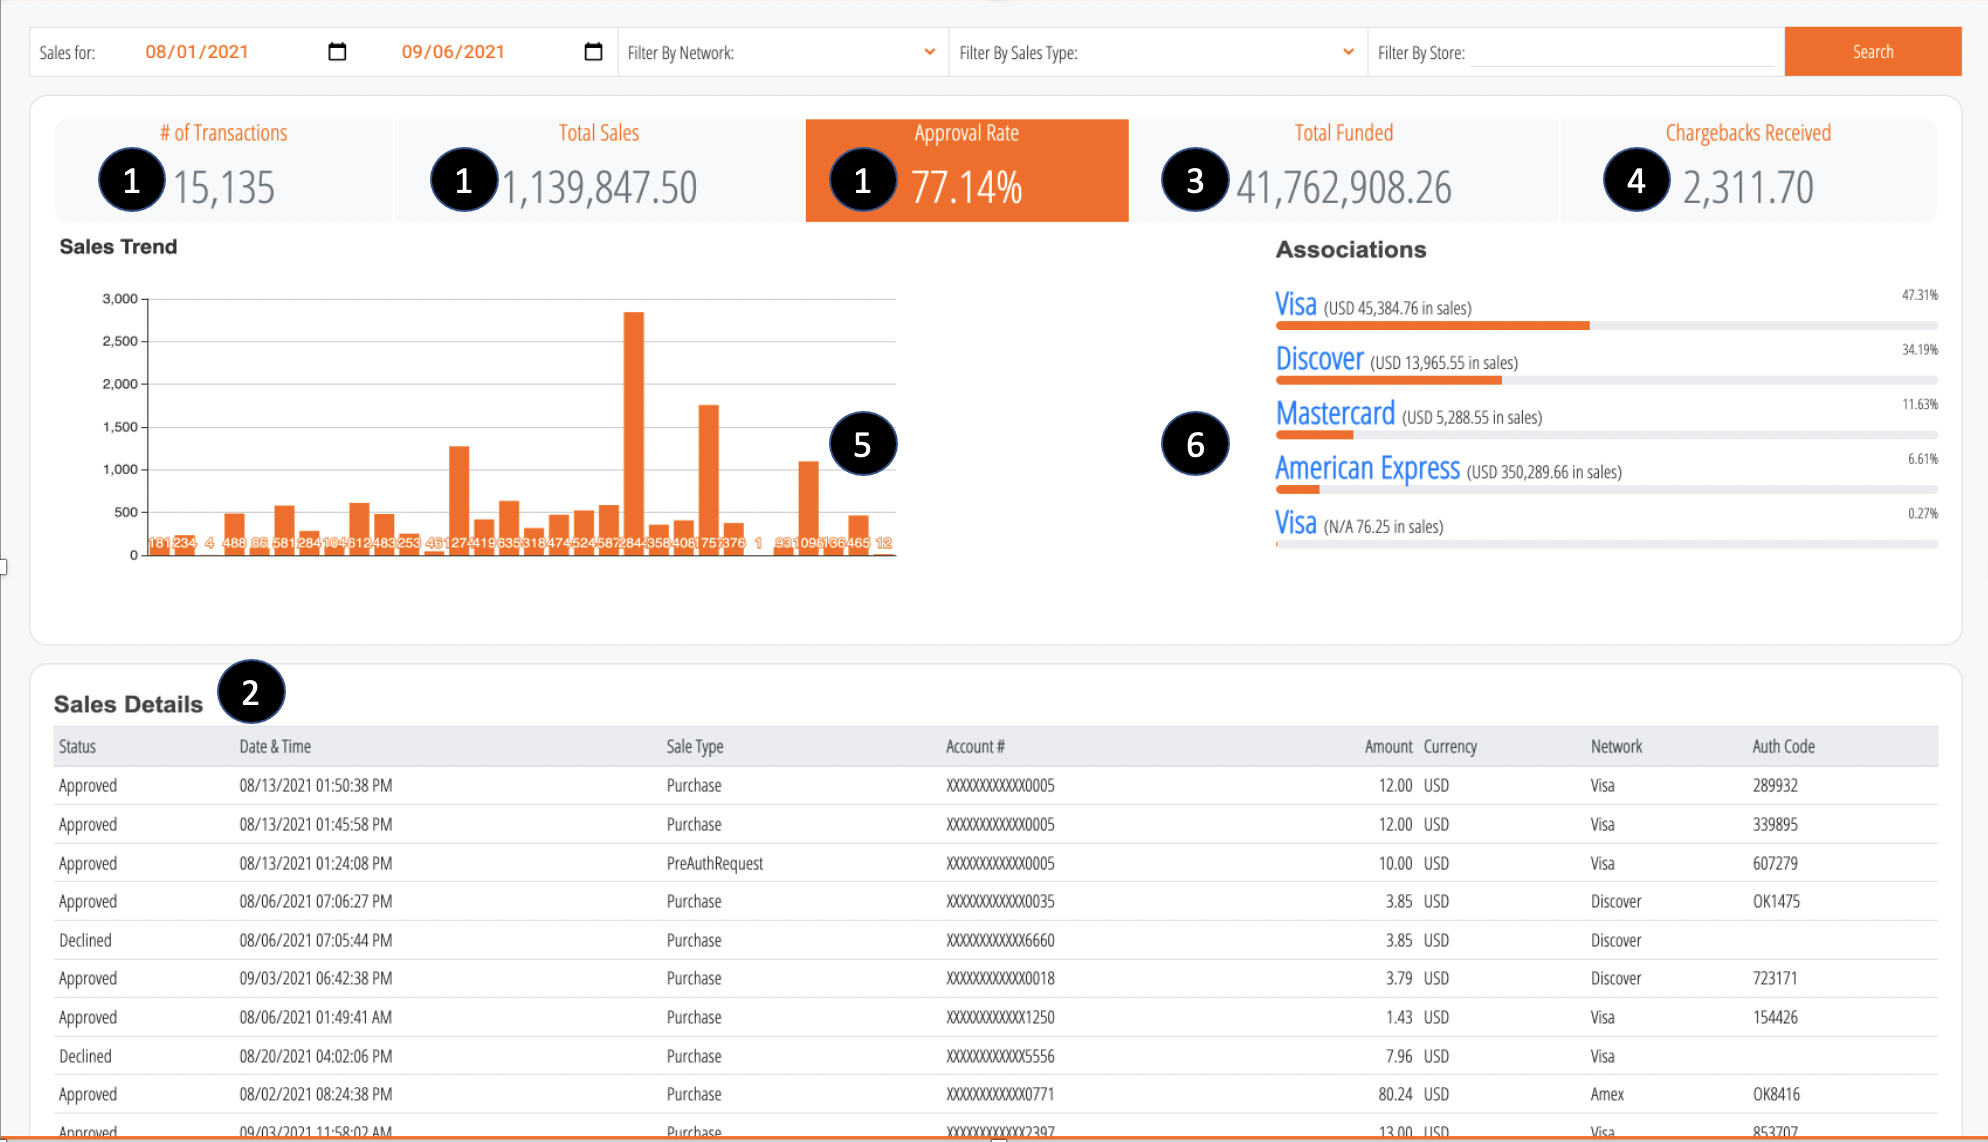 Sales for: 08/01/2021 09/06/2021 Filter By Network: Filter By Sales Type: Filter By Store: Search
# of Transactions Total Sales Approval Rate Total Funded Chargebacks Received
1 15,135 1 1,139,847.50 1 77.14% 3 41,762,908.26 4 2,311.70
Sales Trend
3,000
2,500
2,000
1,500
1,000
500
0
181 234 4 488 581 284 104 612 483 253 46 1274 419 635 318 474 524 587 2844 358 408 1757 376 1 93 465 12
5
6
Associations
Visa (USD 45,384.76 in sales) 47.31%
Discover (USD 13,965.55 in sales) 34.19%
Mastercard (USD 5,288.55 in sales) 11.63%
American Express (USD 350,289.66 in sales) 6.61%
Visa (N/A 76.25 in sales) 0.27%
Sales Details 2
Status Date & Time Sale Type Account # Amount Currency Network Auth Code
Approved 08/13/2021 01:50:38 PM Purchase XXXXXXXXXXXX0005 12.00 USD Visa 289932
Approved 08/13/2021 01:45:58 PM Purchase XXXXXXXXXXXX0005 12.00 USD Visa 339895
Approved 08/13/2021 01:24:08 PM PreAuthRequest XXXXXXXXXXXX0005 10.00 USD Visa 607279
Approved 08/06/2021 07:06:27 PM Purchase XXXXXXXXXXXX0035 3.85 USD Discover OK1475
Declined 08/06/2021 07:05:44 PM Purchase XXXXXXXXXXXX6660 3.85 USD Discover
Approved 09/03/2021 06:42:38 PM Purchase XXXXXXXXXXXX0018 3.79 USD Discover 723171
Approved 08/06/2021 01:49:41 AM Purchase XXXXXXXXXXXX1250 1.43 USD Visa 154426
Declined 08/20/2021 04:02:06 PM Purchase XXXXXXXXXXXX5556 7.96 USD Visa
Approved 08/02/2021 08:24:38 PM Purchase XXXXXXXXXXXX0771 80.24 USD Amex OK8416
Approved 09/03/2021 11:58:02 AM Purchase XXXXXXXXXXXX2397 13.00 USD Visa 853707